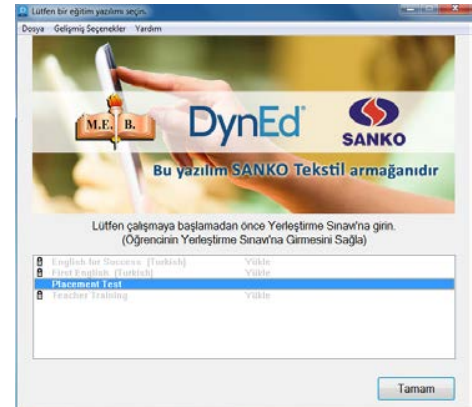 Lütfen bir eğitim yazılımı seçin.
Dosya Gelişmiş Seçenekler Yardım
M.E. B.
DynEd
SANKO
Bu yazılım SANKO Tekstil armağanıdır
Lütfen çalışmaya başlamadan önce Yerleştirme Sınavı'na girin.
(Öğrencinin Yerleştirme Sınavı'na Girmesini Sağla)
English for Success (Turkish) Yükle
First English (Turkish) Yükle
Placement Test
Teacher Training Yükle
Tamam